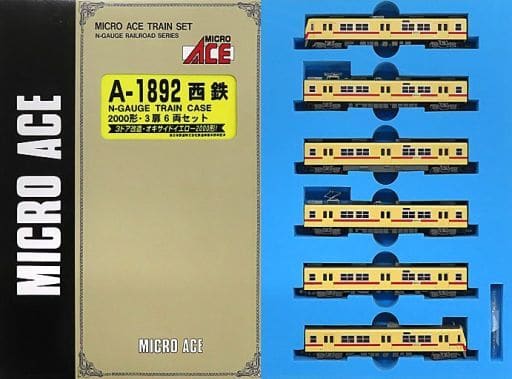 MICRO ACE
MICRO ACE TRAIN SET
N-GAUGE RAILROAD SERIES
MICRO
ACE
A-1892 西鉄
N-GAUGE TRAIN CASE
2000形・3扉6両セット
3ドア改造・オキサイドイエロー2000形!
MICRO ACE